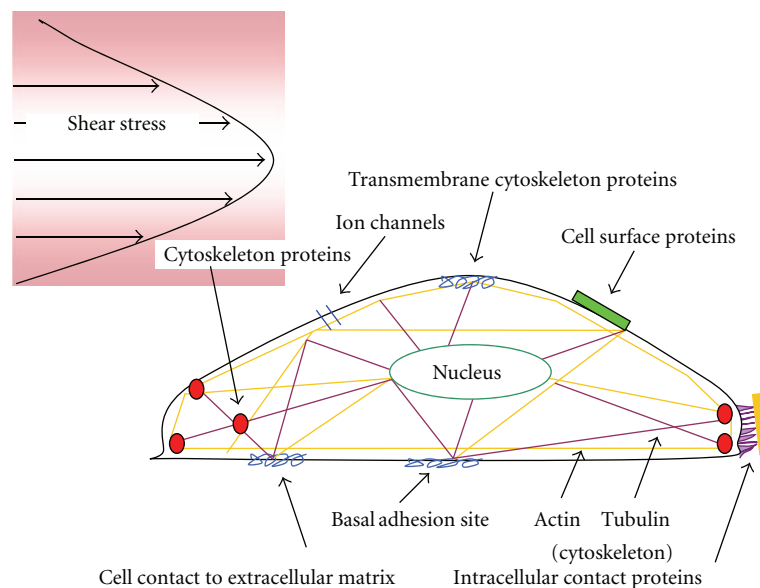 Shear stress
Transmembrane cytoskeleton proteins
Ion channels
Cell surface proteins
Cytoskeleton proteins
Nucleus
Basal adhesion site
Actin
Tubulin
(cytoskeleton)
Cell contact to extracellular matrix
Intracellular contact proteins